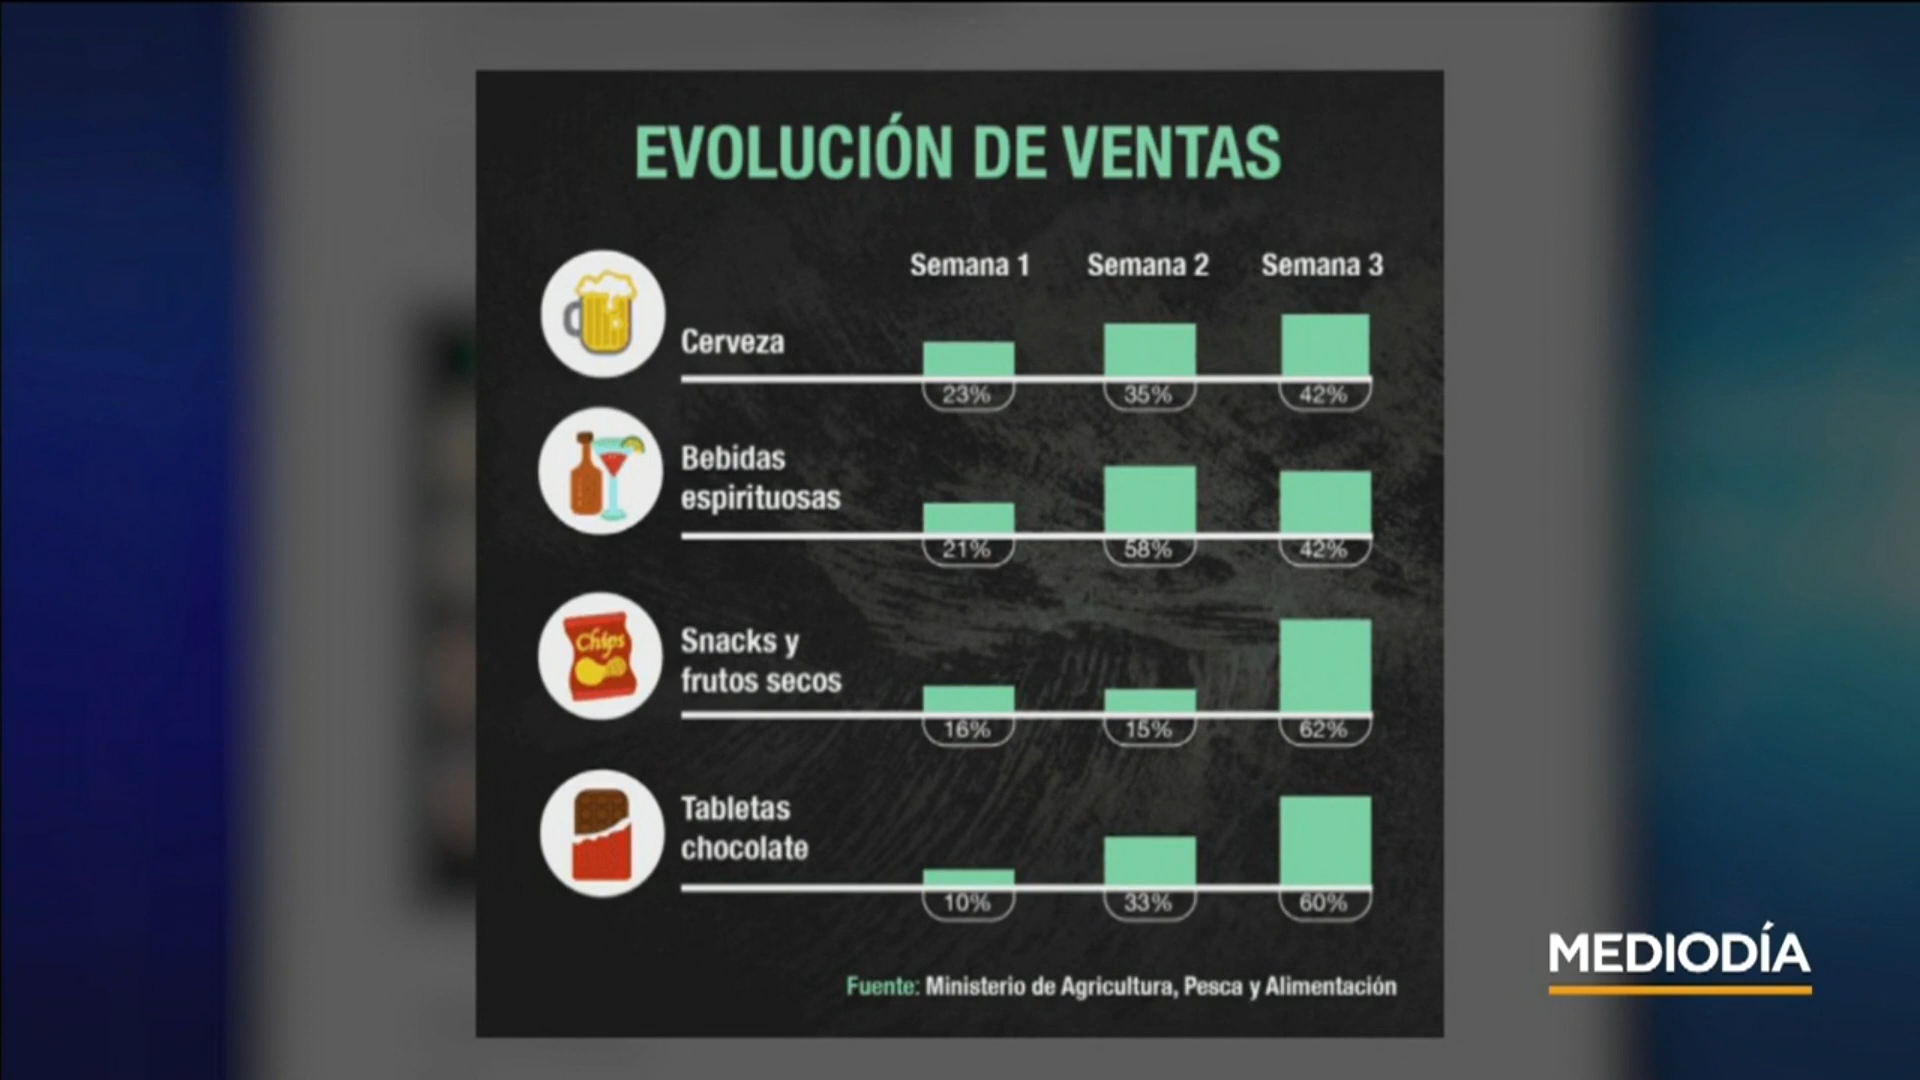 EVOLUCIÓN DE VENTAS
Semana 1 Semana 2 Semana 3
Cerveza
23% 35% 42%
Bebidas
espirituosas
21% 58% 42%
Chips
Snacks y
frutos secos
16% 15% 62%
Tabletas
chocolate
10% 33% 60%
Fuente: Ministerio de Agricultura, Pesca y Alimentación
MEDIODÍA